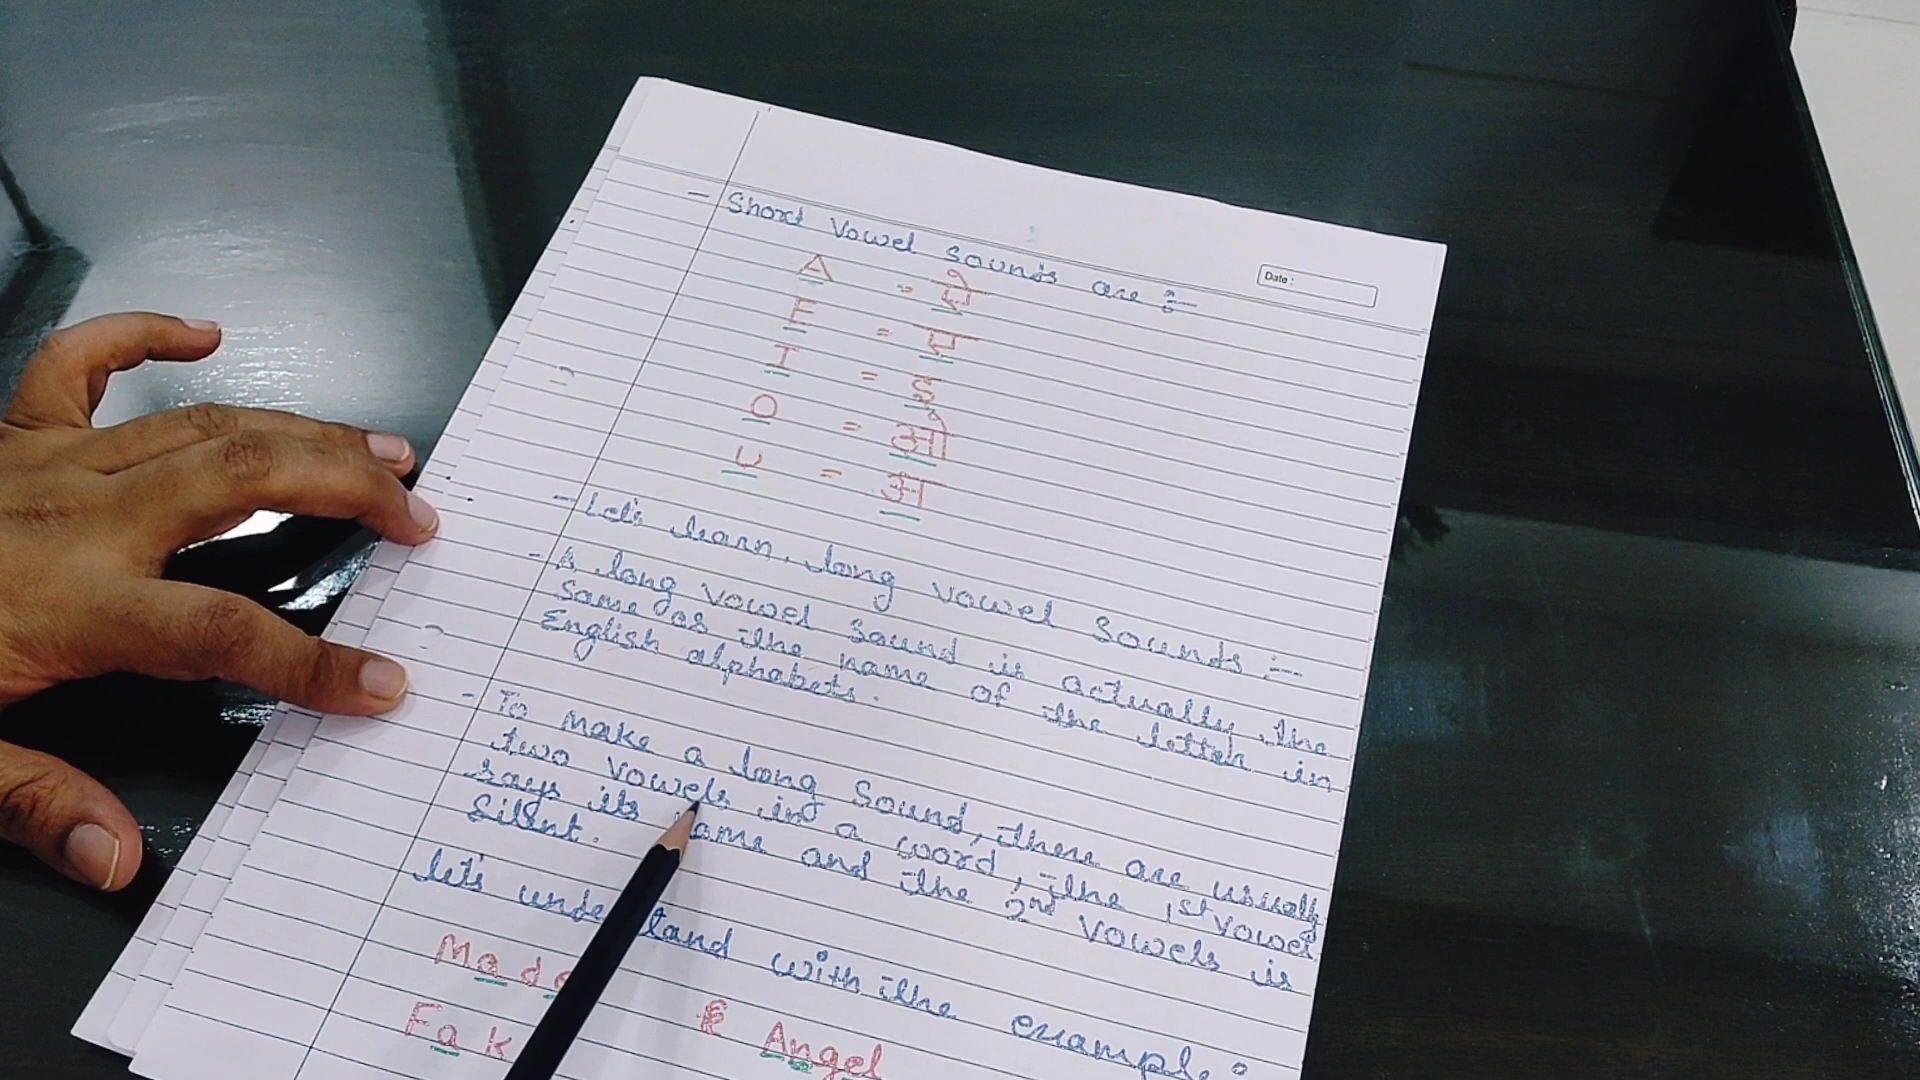 - Short Vowel Sounds are :-
Date :
A = ऐ
E = ए
I = इ
O = ऑ
U = अ
- Let's learn, long vowel Sounds :-
- A long vowel Sound is actually the
Same as the name of the letter in
English alphabets.
- To Make a long Sound, there are usually
two Vowels in a word, the 1st Vowel
says its name and the 2nd Vowels is
Silent.
let's understand with the example:
Mad
Fak & Angel